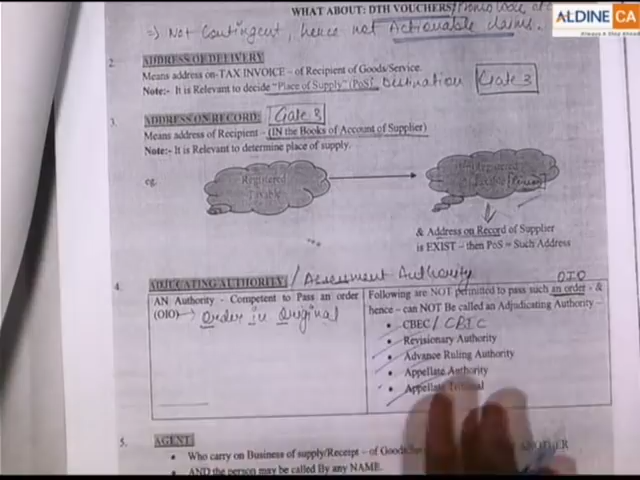 WHAT ABOUT: DTH VOUCHERS/
ALDINE CA
Always A Step Ahead
⇒ Not Contingent, hence not Actionable claims.
2. ADDRESS OF DELIVERY
Means address on-TAX INVOICE – of Recipient of Goods/Service.
Note:- It is Relevant to decide "Place of Supply" (PoS) Destination Gate 3
3. ADDRESS ON RECORD: Gate 3
Means address of Recipient – (IN the Books of Account of Supplier)
Note:- It is Relevant to determine place of supply.
eg.
Registered
Taxable
& Address on Record of Supplier
is EXIST – then PoS = Such Address
4. ADJUCATING AUTHORITY / Assessment Authority
OIO
AN Authority - Competent to Pass an order
(OIO) → Order in Original
Following are NOT permitted to pass such an order - &
hence – can NOT Be called an Adjudicating Authority –
• CBEC / CBIC
• Revisionary Authority
• Advance Ruling Authority
• Appellate Authority
• Appellate
5. AGENT:
• Who carry on Business of supply/Receipt – of Goods/
• AND the person may be called By any NAME.